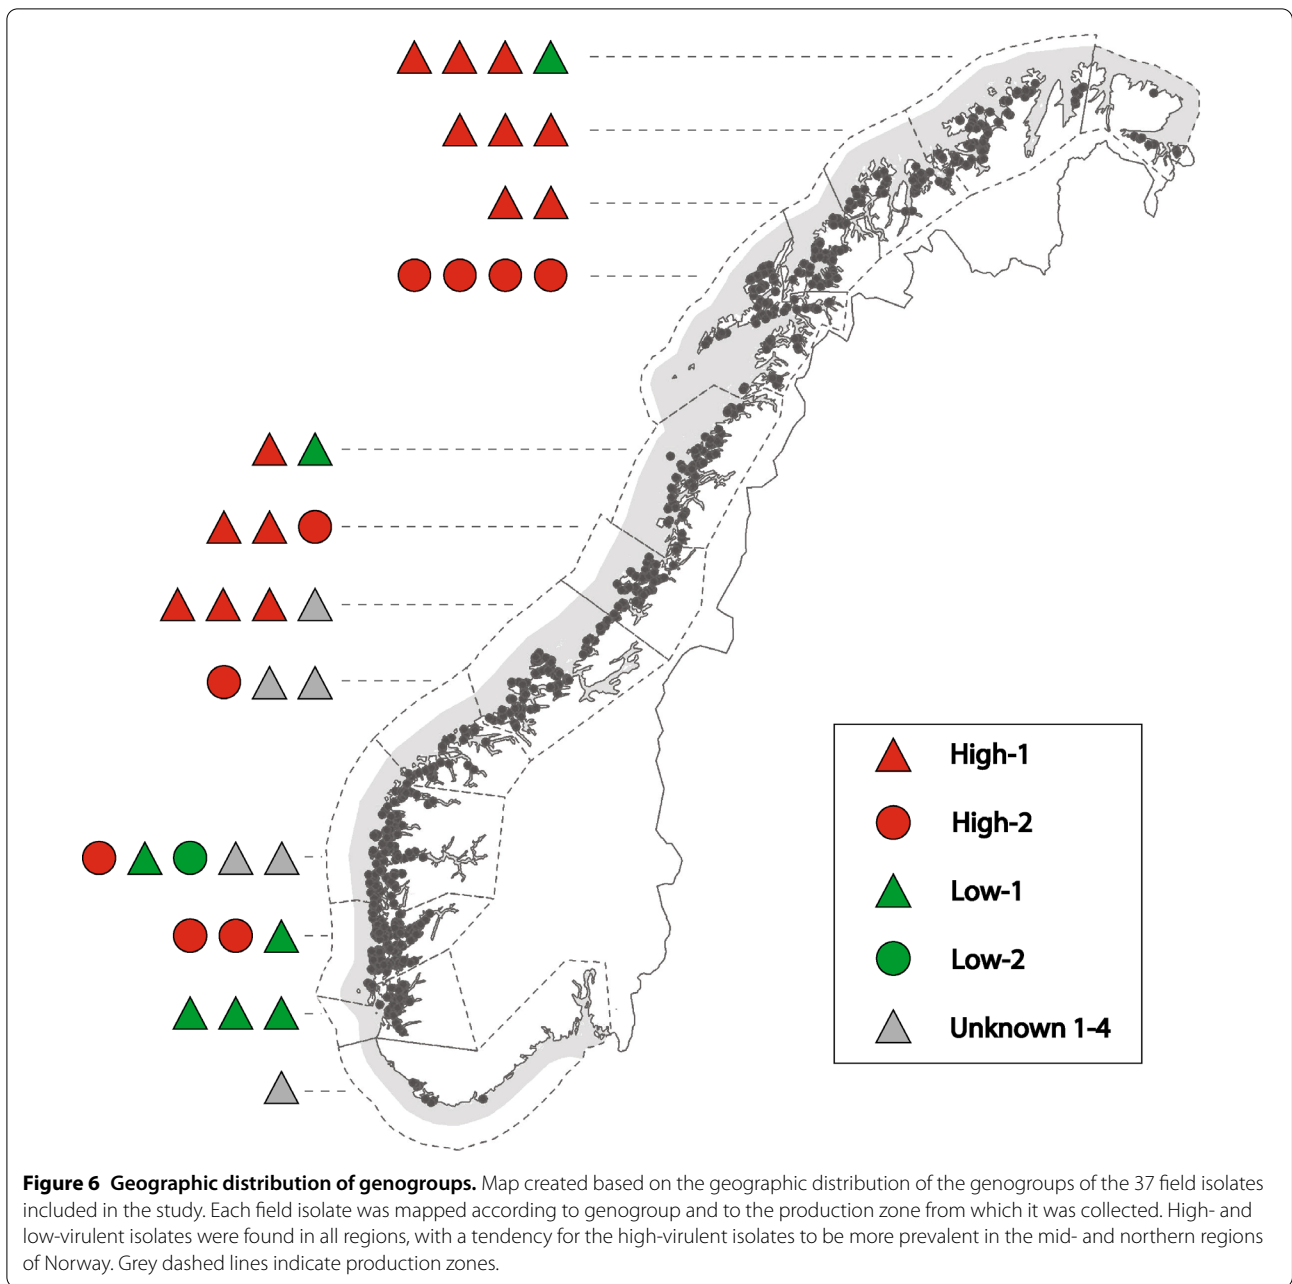 High-1
High-2
Low-1
Low-2
Unknown 1-4
Figure 6 Geographic distribution of genogroups. Map created based on the geographic distribution of the genogroups of the 37 field isolates
included in the study. Each field isolate was mapped according to genogroup and to the production zone from which it was collected. High- and
low-virulent isolates were found in all regions, with a tendency for the high-virulent isolates to be more prevalent in the mid- and northern regions
of Norway. Grey dashed lines indicate production zones.